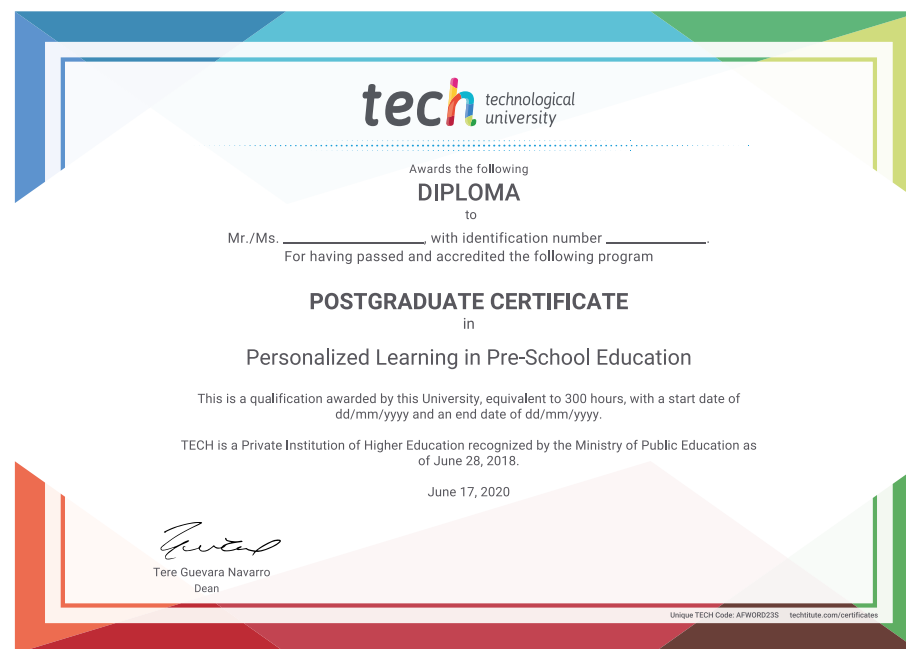 tech technological
university
Awards the following
DIPLOMA
to
Mr./Ms. ____________, with identification number ____________.
For having passed and accredited the following program
POSTGRADUATE CERTIFICATE
in
Personalized Learning in Pre-School Education
This is a qualification awarded by this University, equivalent to 300 hours, with a start date of
dd/mm/yyyy and an end date of dd/mm/yyyy.
TECH is a Private Institution of Higher Education recognized by the Ministry of Public Education as
of June 28, 2018.
June 17, 2020
Tere Guevara Navarro
Dean
Unique TECH Code: AFWORD23S techtitute.com/certificates